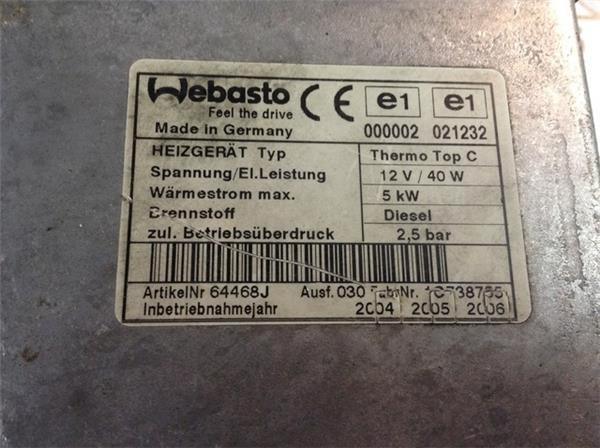 Webasto CE e1 e1
Feel the drive
Made in Germany 000002 021232
HEIZGERÄT Typ Thermo Top C
Spannung/El.Leistung 12 V / 40 W
Wärmestrom max. 5 kW
Brennstoff Diesel
zul. Betriebsüberdruck 2,5 bar
ArtikelNr 64468J Ausf. 030 Fabr.Nr.
Inbetriebnahmejahr 2004 2005 2006